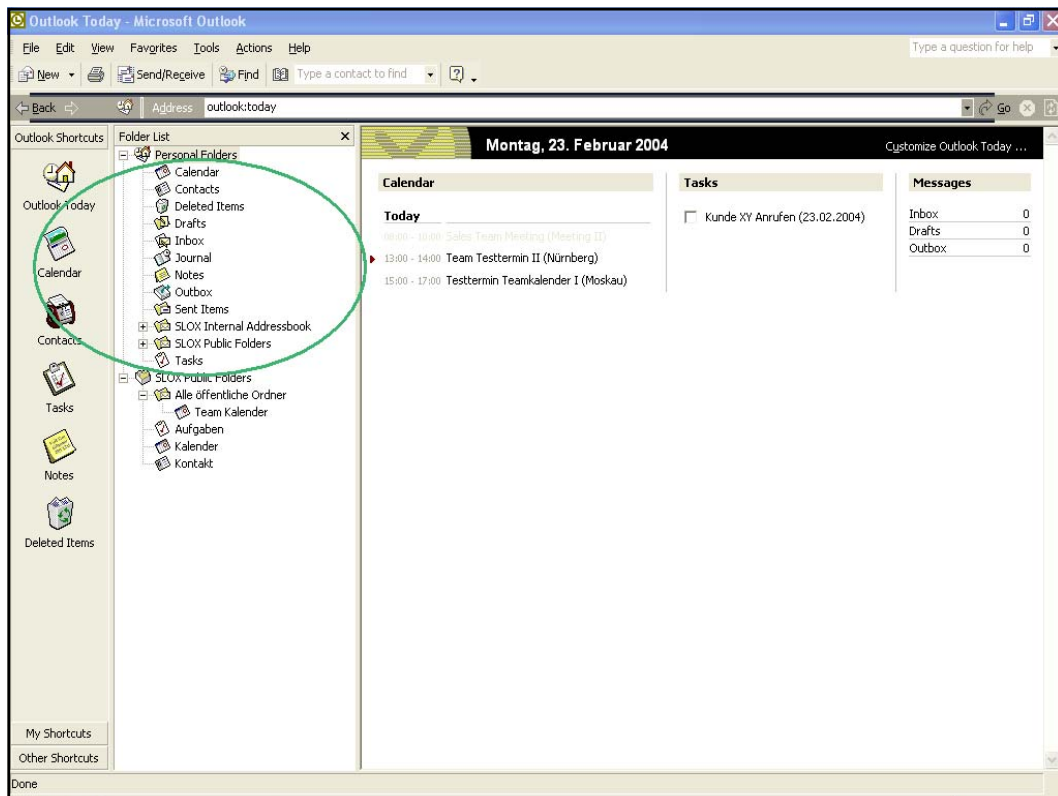 Outlook Today - Microsoft Outlook
File Edit View Favorites Tools Actions Help Type a question for help
New Send/Receive Find Type a contact to find
Back Address outlook:today Go
Outlook Shortcuts
Outlook Today
Calendar
Contacts
Tasks
Notes
Deleted Items
My Shortcuts
Other Shortcuts
Folder List
Personal Folders
Calendar
Contacts
Deleted Items
Drafts
Inbox
Journal
Notes
Outbox
Sent Items
SLOX Internal Addressbook
SLOX Public Folders
Tasks
SLOX Public Folders
Alle öffentliche Ordner
Team Kalender
Aufgaben
Kalender
Kontakt
Montag, 23. Februar 2004 Customize Outlook Today ...
Calendar
Today
Sales Team Meeting (Meeting II)
13:00 - 14:00 Team Testtermin II (Nürnberg)
15:00 - 17:00 Testtermin Teamkalender I (Moskau)
Tasks
Kunde XY Anrufen (23.02.2004)
Messages
Inbox 0
Drafts 0
Outbox 0
Done